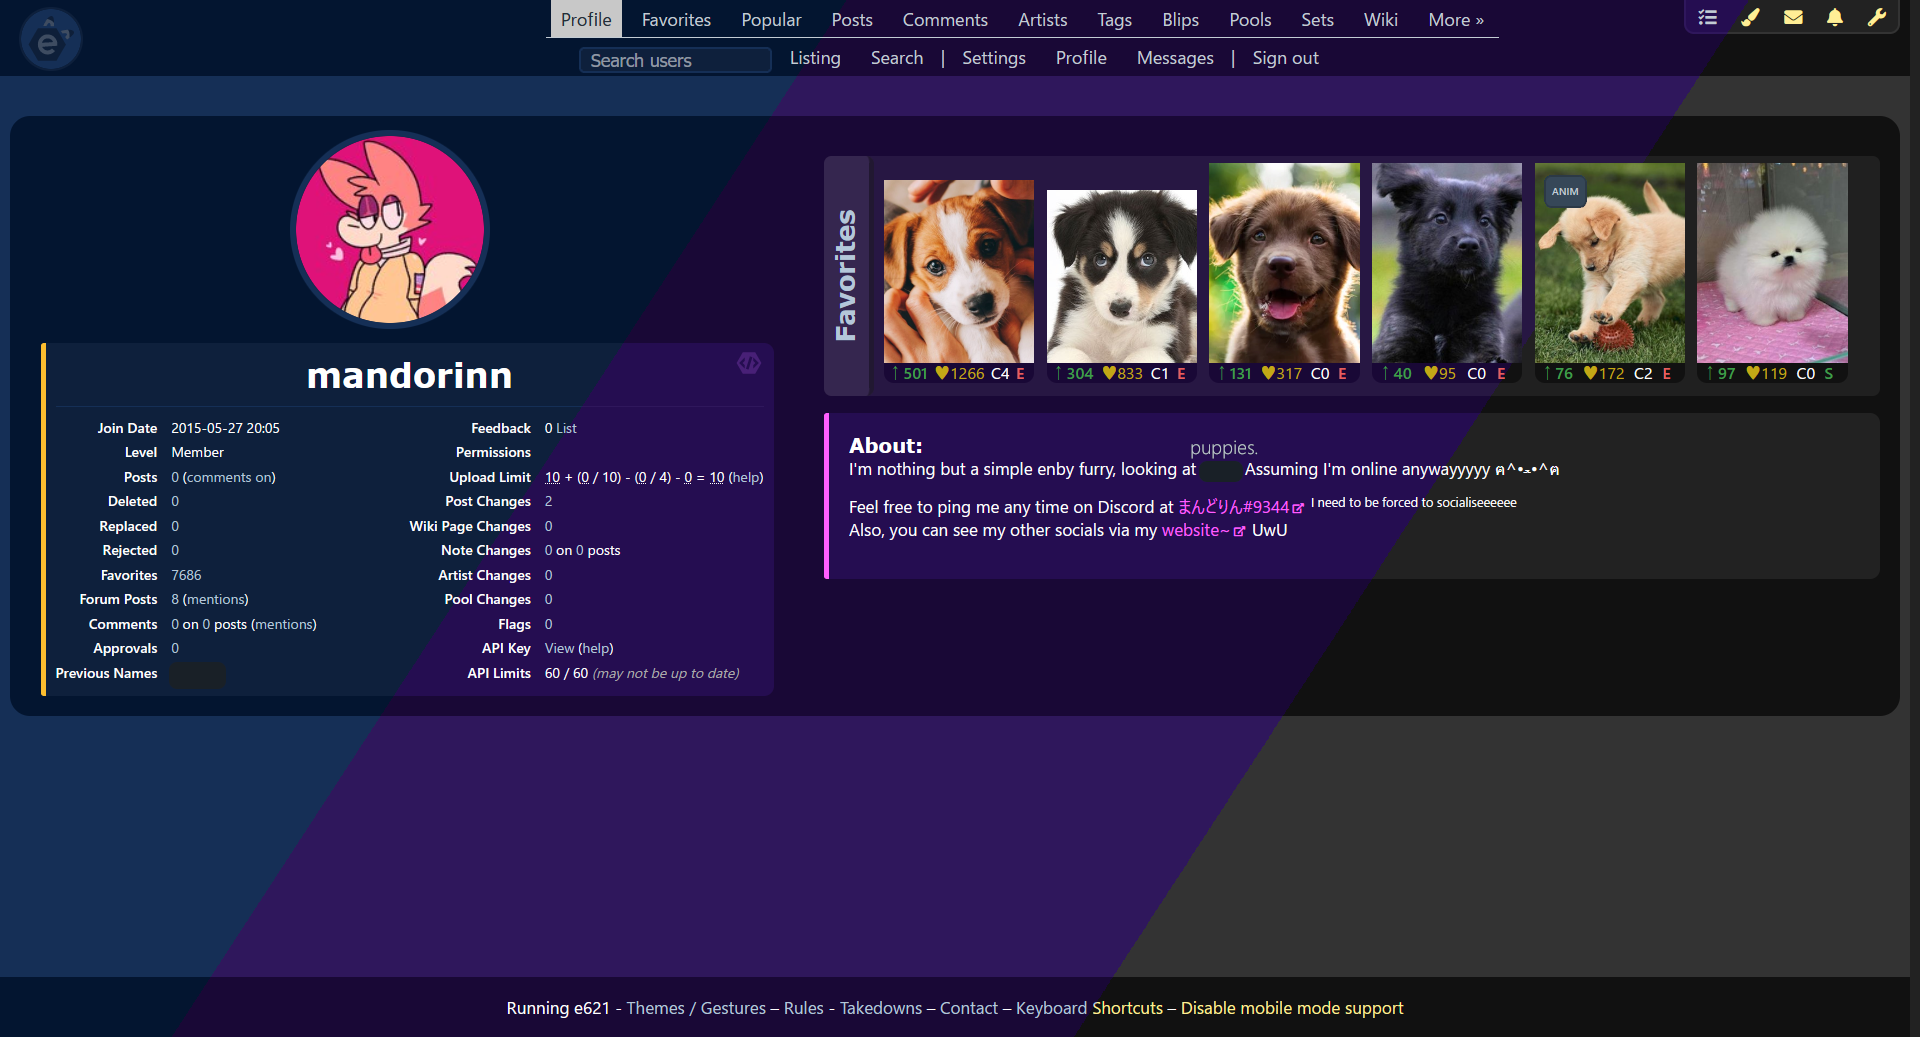 Profile Favorites Popular Posts Comments Artists Tags Blips Pools Sets Wiki More »
Search users Listing Search | Settings Profile Messages | Sign out
e
mandorinn
Join Date 2015-05-27 20:05
Level Member
Posts 0 (comments on)
Deleted 0
Replaced 0
Rejected 0
Favorites 7686
Forum Posts 8 (mentions)
Comments 0 on 0 posts (mentions)
Approvals 0
Previous Names
Feedback 0 List
Permissions
Upload Limit 10 + (0 / 10) - (0 / 4) - 0 = 10 (help)
Post Changes 2
Wiki Page Changes 0
Note Changes 0 on 0 posts
Artist Changes 0
Pool Changes 0
Flags 0
API Key View (help)
API Limits 60 / 60 (may not be up to date)
Favorites
ANIM
↑501 ♥1266 C4 E
↑304 ♥833 C1 E
↑131 ♥317 C0 E
↑40 ♥95 C0 E
↑76 ♥172 C2 E
↑97 ♥119 C0 S
About:
puppies.
I'm nothing but a simple enby furry, looking at Assuming I'm online anywayyyyy ฅ^•ﻌ•^ฅ
Feel free to ping me any time on Discord at まんどりん#9344 I need to be forced to socialiseeeeee
Also, you can see my other socials via my website~ UwU
Running e621 - Themes / Gestures – Rules - Takedowns – Contact – Keyboard Shortcuts – Disable mobile mode support